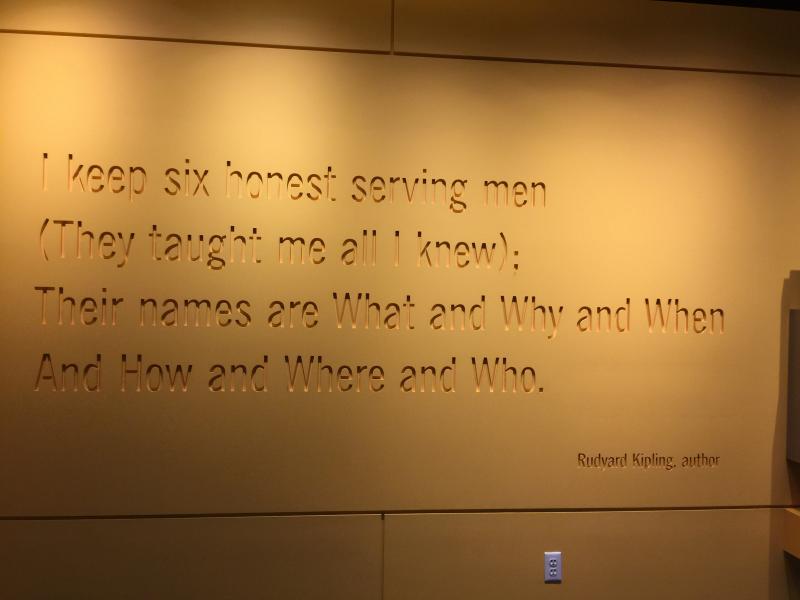 I keep six honest serving men
(They taught me all I knew);
Their names are What and Why and When
And How and Where and Who.
Rudyard Kipling, author